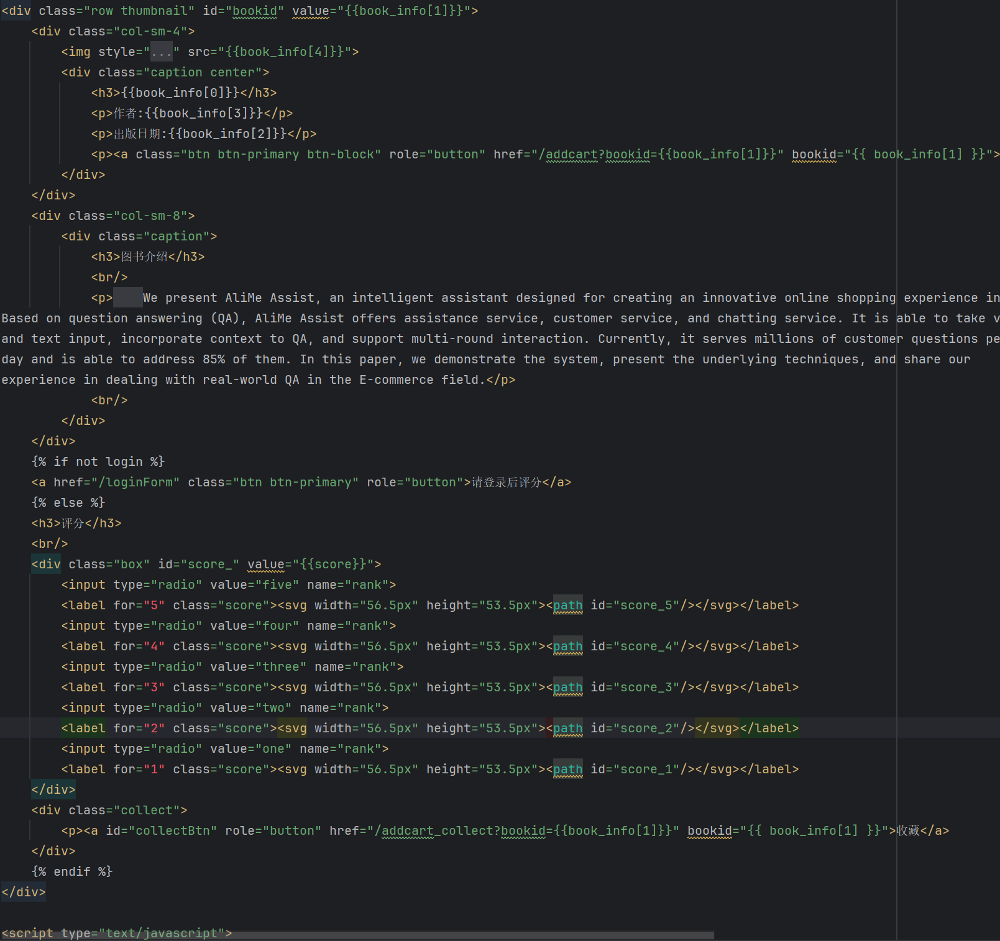 <div class="row thumbnail" id="bookid" value="{{book_info[1]}}">
    <div class="col-sm-4">
        <img style="..." src="{{book_info[4]}}">
        <div class="caption center">
            <h3>{{book_info[0]}}</h3>
            <p>作者:{{book_info[3]}}</p>
            <p>出版日期:{{book_info[2]}}</p>
            <p><a class="btn btn-primary btn-block" role="button" href="/addcart?bookid={{book_info[1]}}" bookid="{{ book_info[1] }}">
        </div>
    </div>
    <div class="col-sm-8">
        <div class="caption">
            <h3>图书介绍</h3>
            <br/>
            <p>    We present AliMe Assist, an intelligent assistant designed for creating an innovative online shopping experience in
Based on question answering (QA), AliMe Assist offers assistance service, customer service, and chatting service. It is able to take
and text input, incorporate context to QA, and support multi-round interaction. Currently, it serves millions of customer questions
day and is able to address 85% of them. In this paper, we demonstrate the system, present the underlying techniques, and share our
experience in dealing with real-world QA in the E-commerce field.</p>
            <br/>
        </div>
    </div>
    {% if not login %}
    <a href="/loginForm" class="btn btn-primary" role="button">请登录后评分</a>
    {% else %}
    <h3>评分</h3>
    <br/>
    <div class="box" id="score_" value="{{score}}">
        <input type="radio" value="five" name="rank">
        <label for="5" class="score"><svg width="56.5px" height="53.5px"><path id="score_5"/></svg></label>
        <input type="radio" value="four" name="rank">
        <label for="4" class="score"><svg width="56.5px" height="53.5px"><path id="score_4"/></svg></label>
        <input type="radio" value="three" name="rank">
        <label for="3" class="score"><svg width="56.5px" height="53.5px"><path id="score_3"/></svg></label>
        <input type="radio" value="two" name="rank">
        <label for="2" class="score"><svg width="56.5px" height="53.5px"><path id="score_2"/></svg></label>
        <input type="radio" value="one" name="rank">
        <label for="1" class="score"><svg width="56.5px" height="53.5px"><path id="score_1"/></svg></label>
    </div>
    <div class="collect">
        <p><a id="collectBtn" role="button" href="/addcart_collect?bookid={{book_info[1]}}" bookid="{{ book_info[1] }}">收藏</a>
    </div>
    {% endif %}
</div>
<script type="text/javascript">